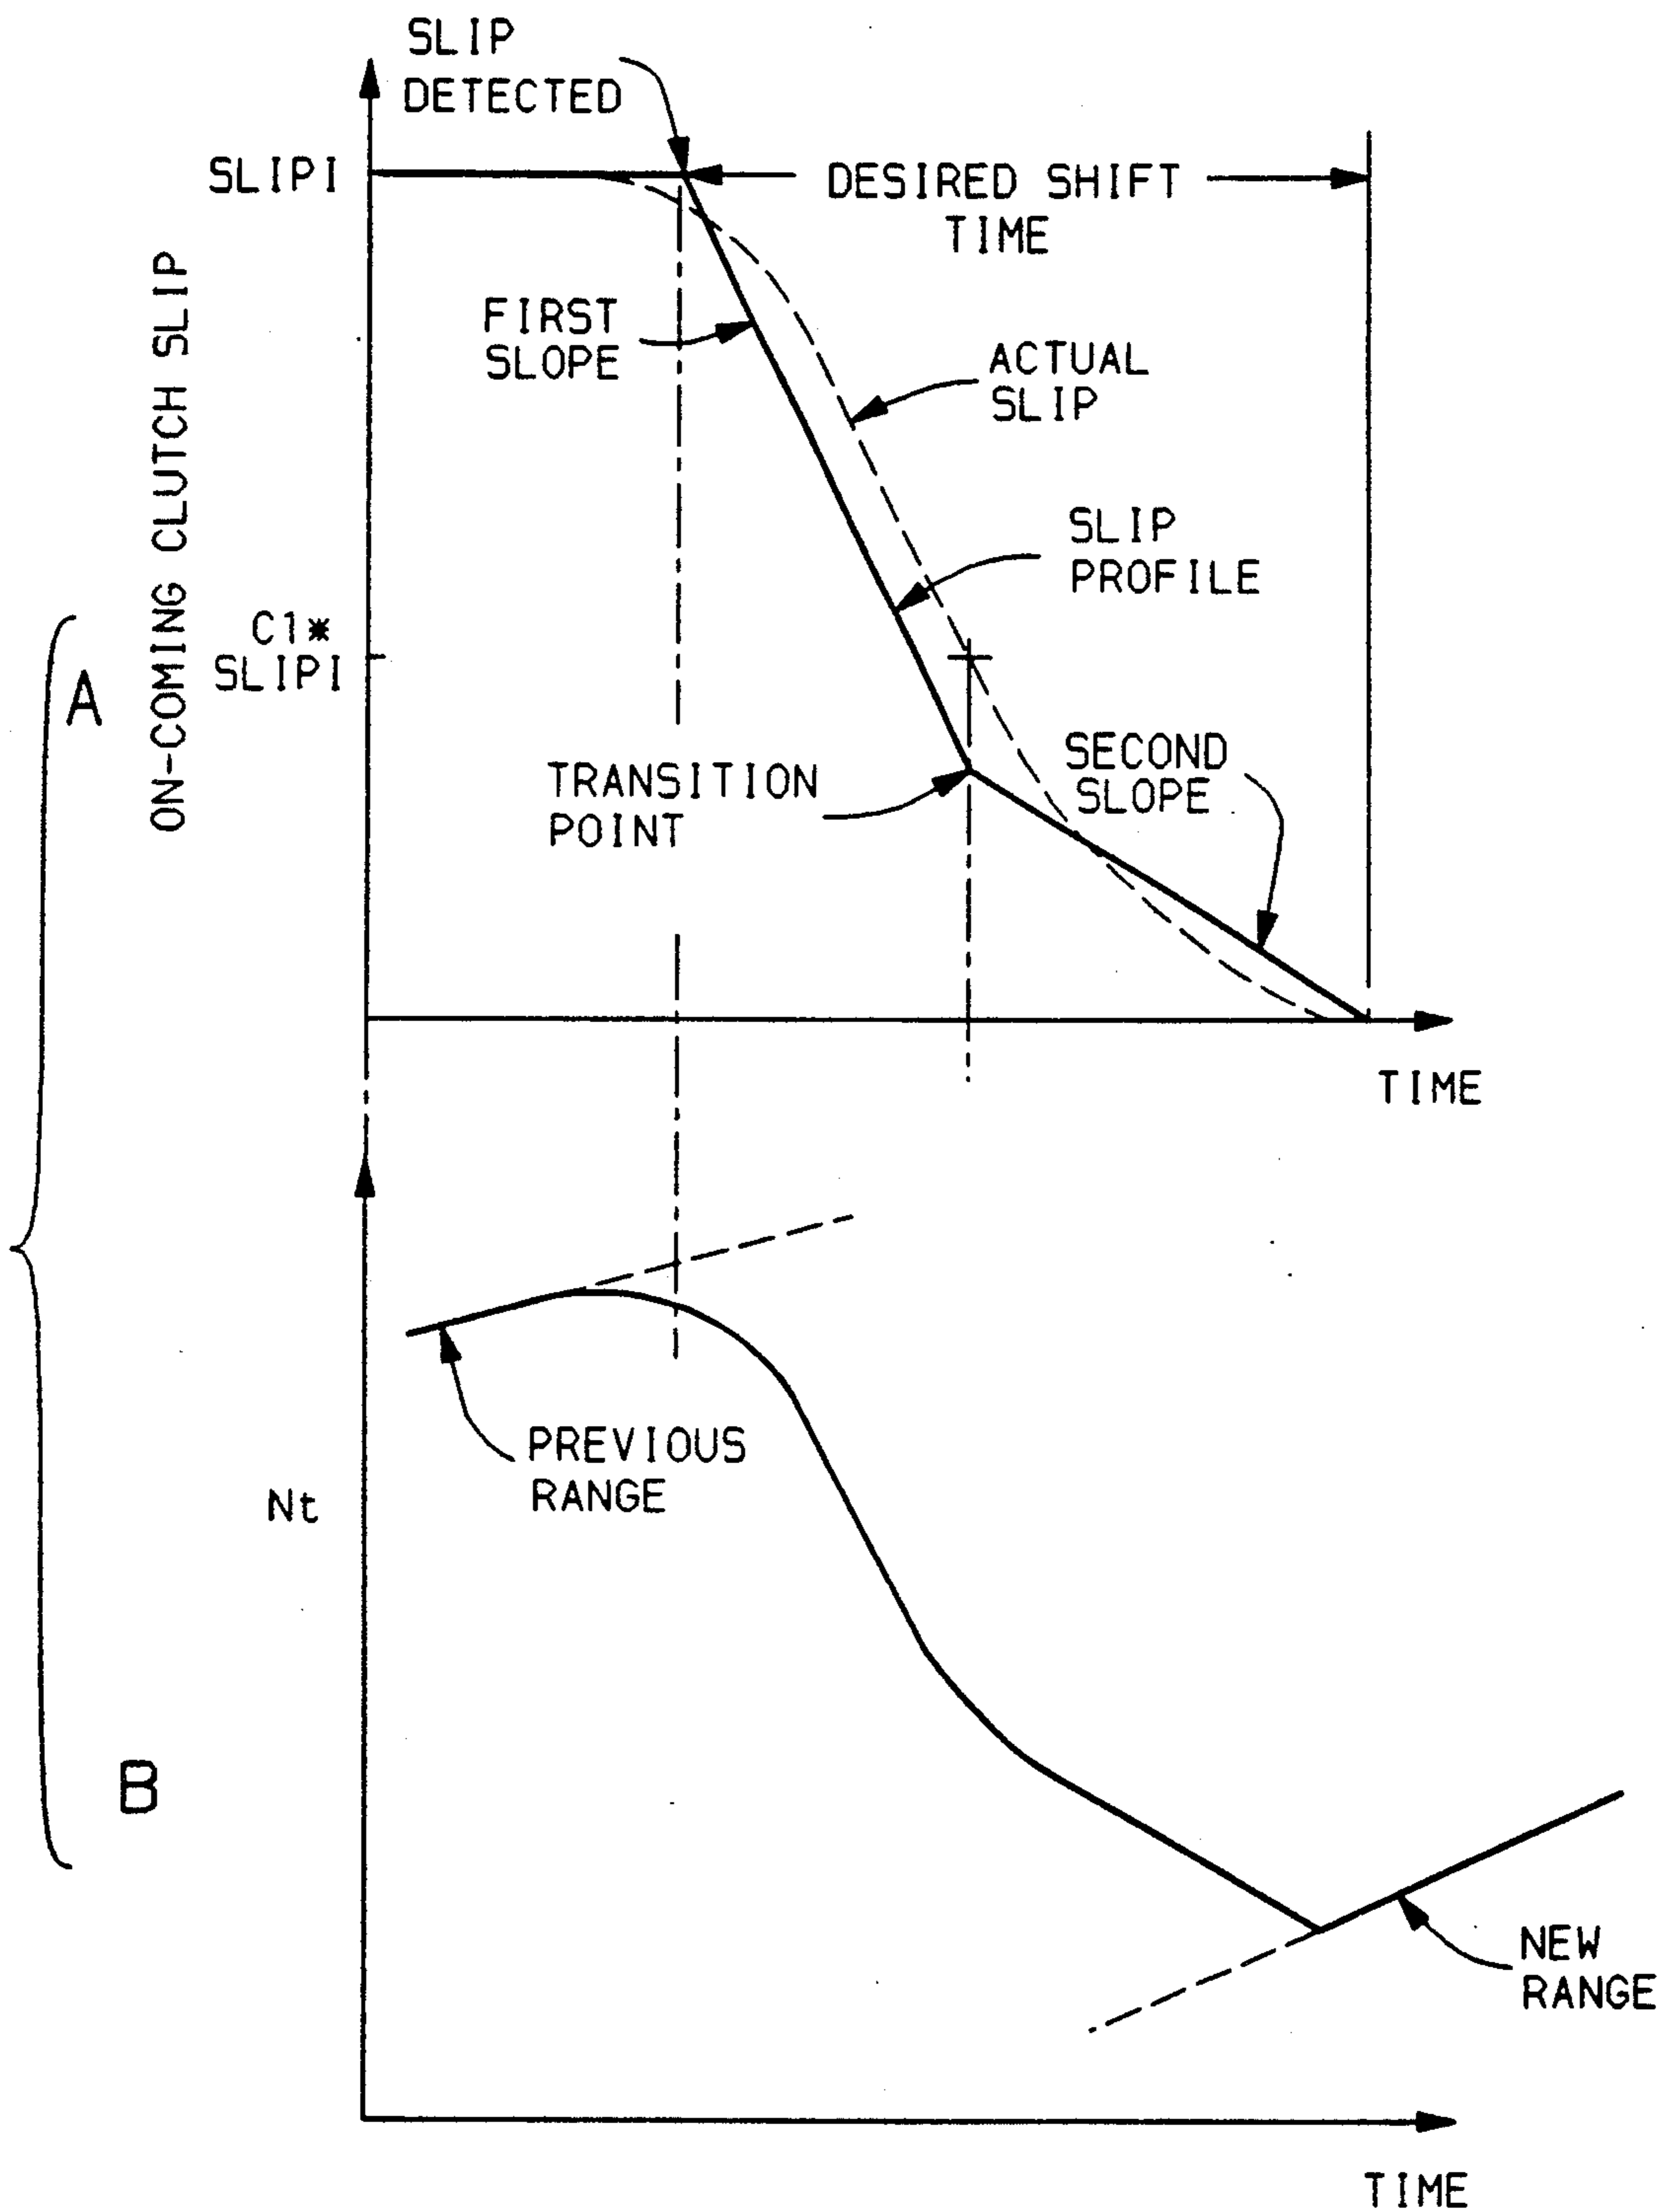 SLIP
DETECTED
SLIPI
DESIRED SHIFT
TIME
ON-COMING CLUTCH SLIP
FIRST
SLOPE
ACTUAL
SLIP
SLIP
PROFILE
C1*
SLIPI
A
TRANSITION
POINT
SECOND
SLOPE
TIME
PREVIOUS
RANGE
Nt
B
NEW
RANGE
TIME